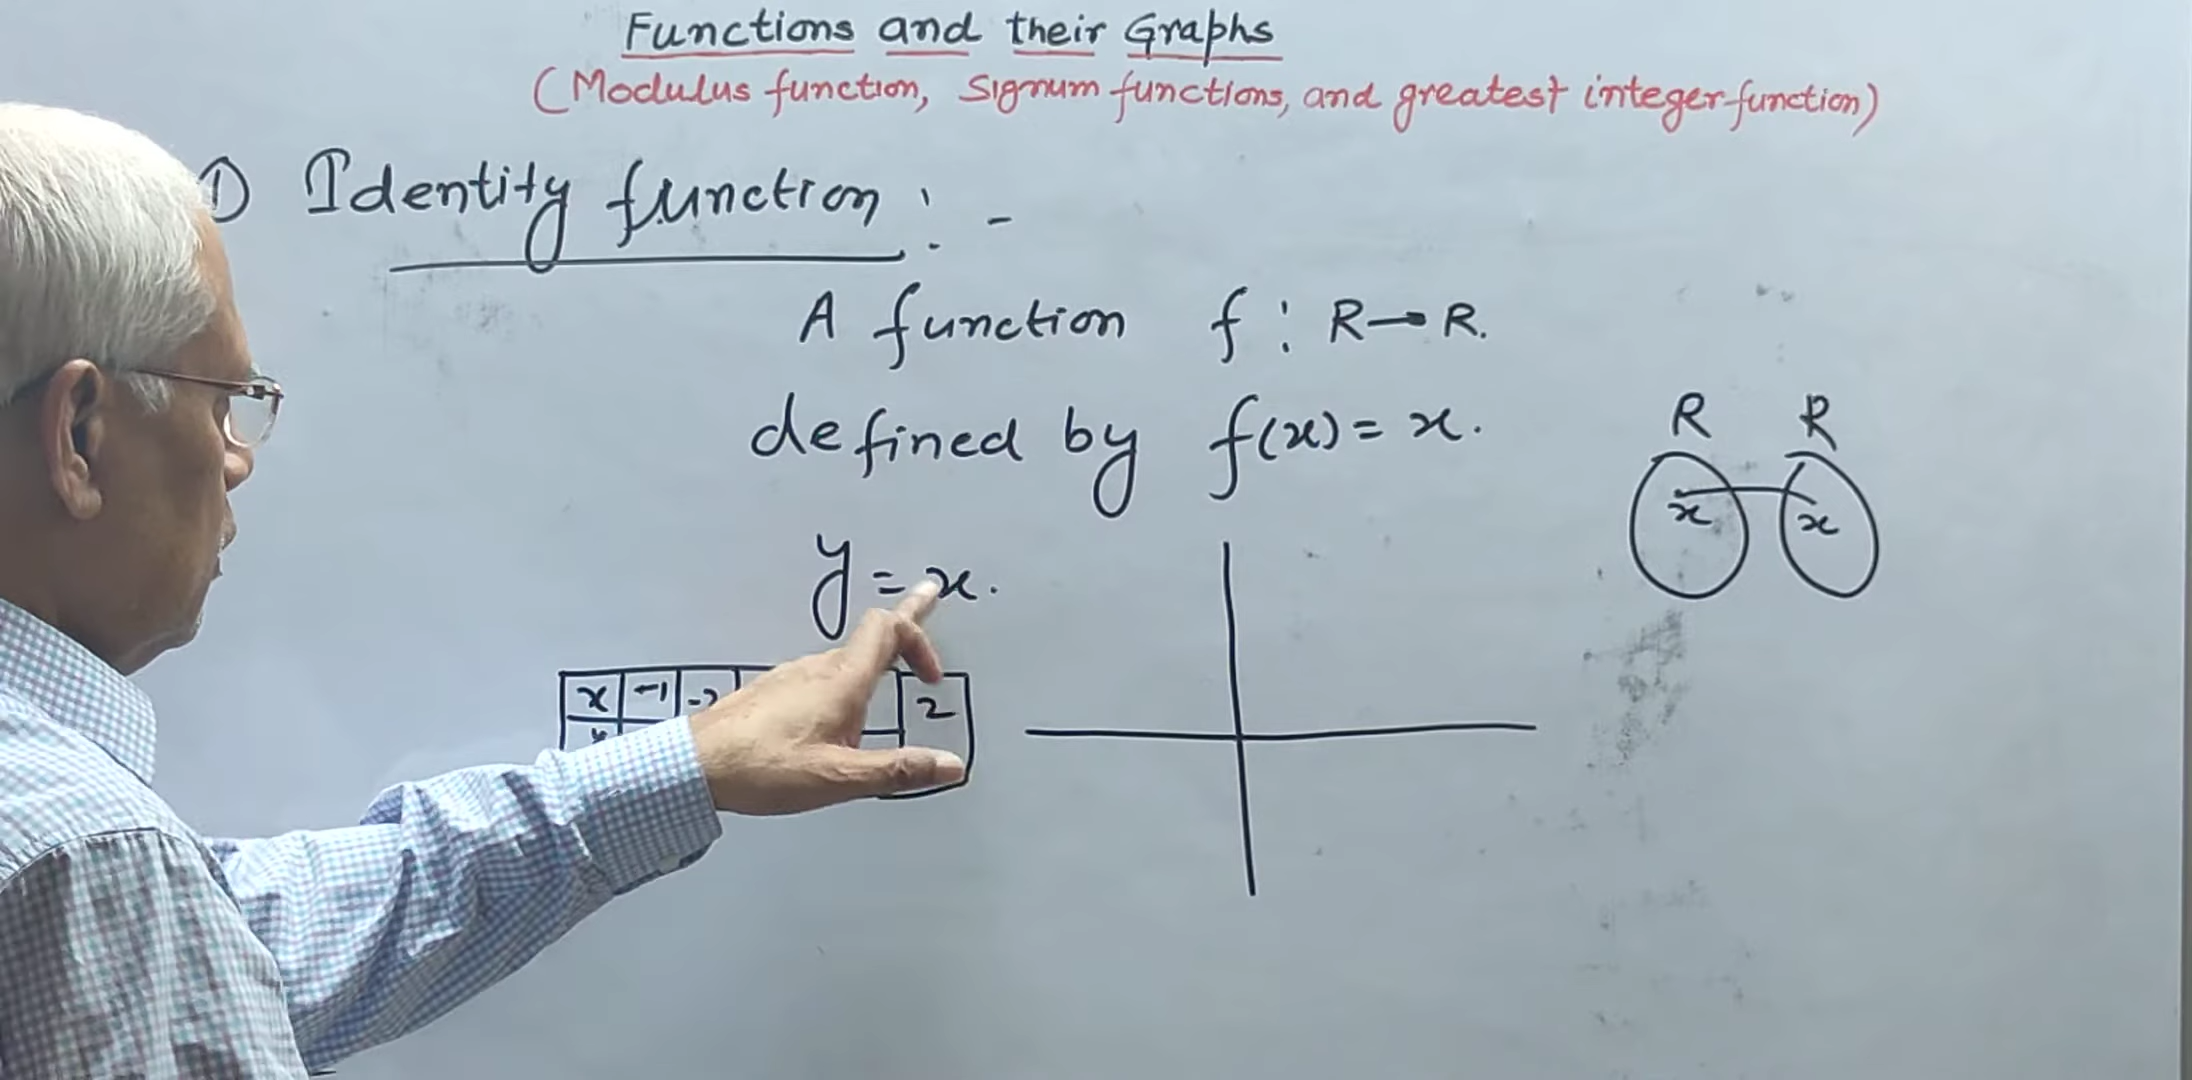 Functions and their Graphs
(Modulus function, Signum functions, and greatest integer function)
① Identity function : -
A function f : R → R.
defined by f(x) = x.
R R
x x
y = x.
x -1 -2 2
y